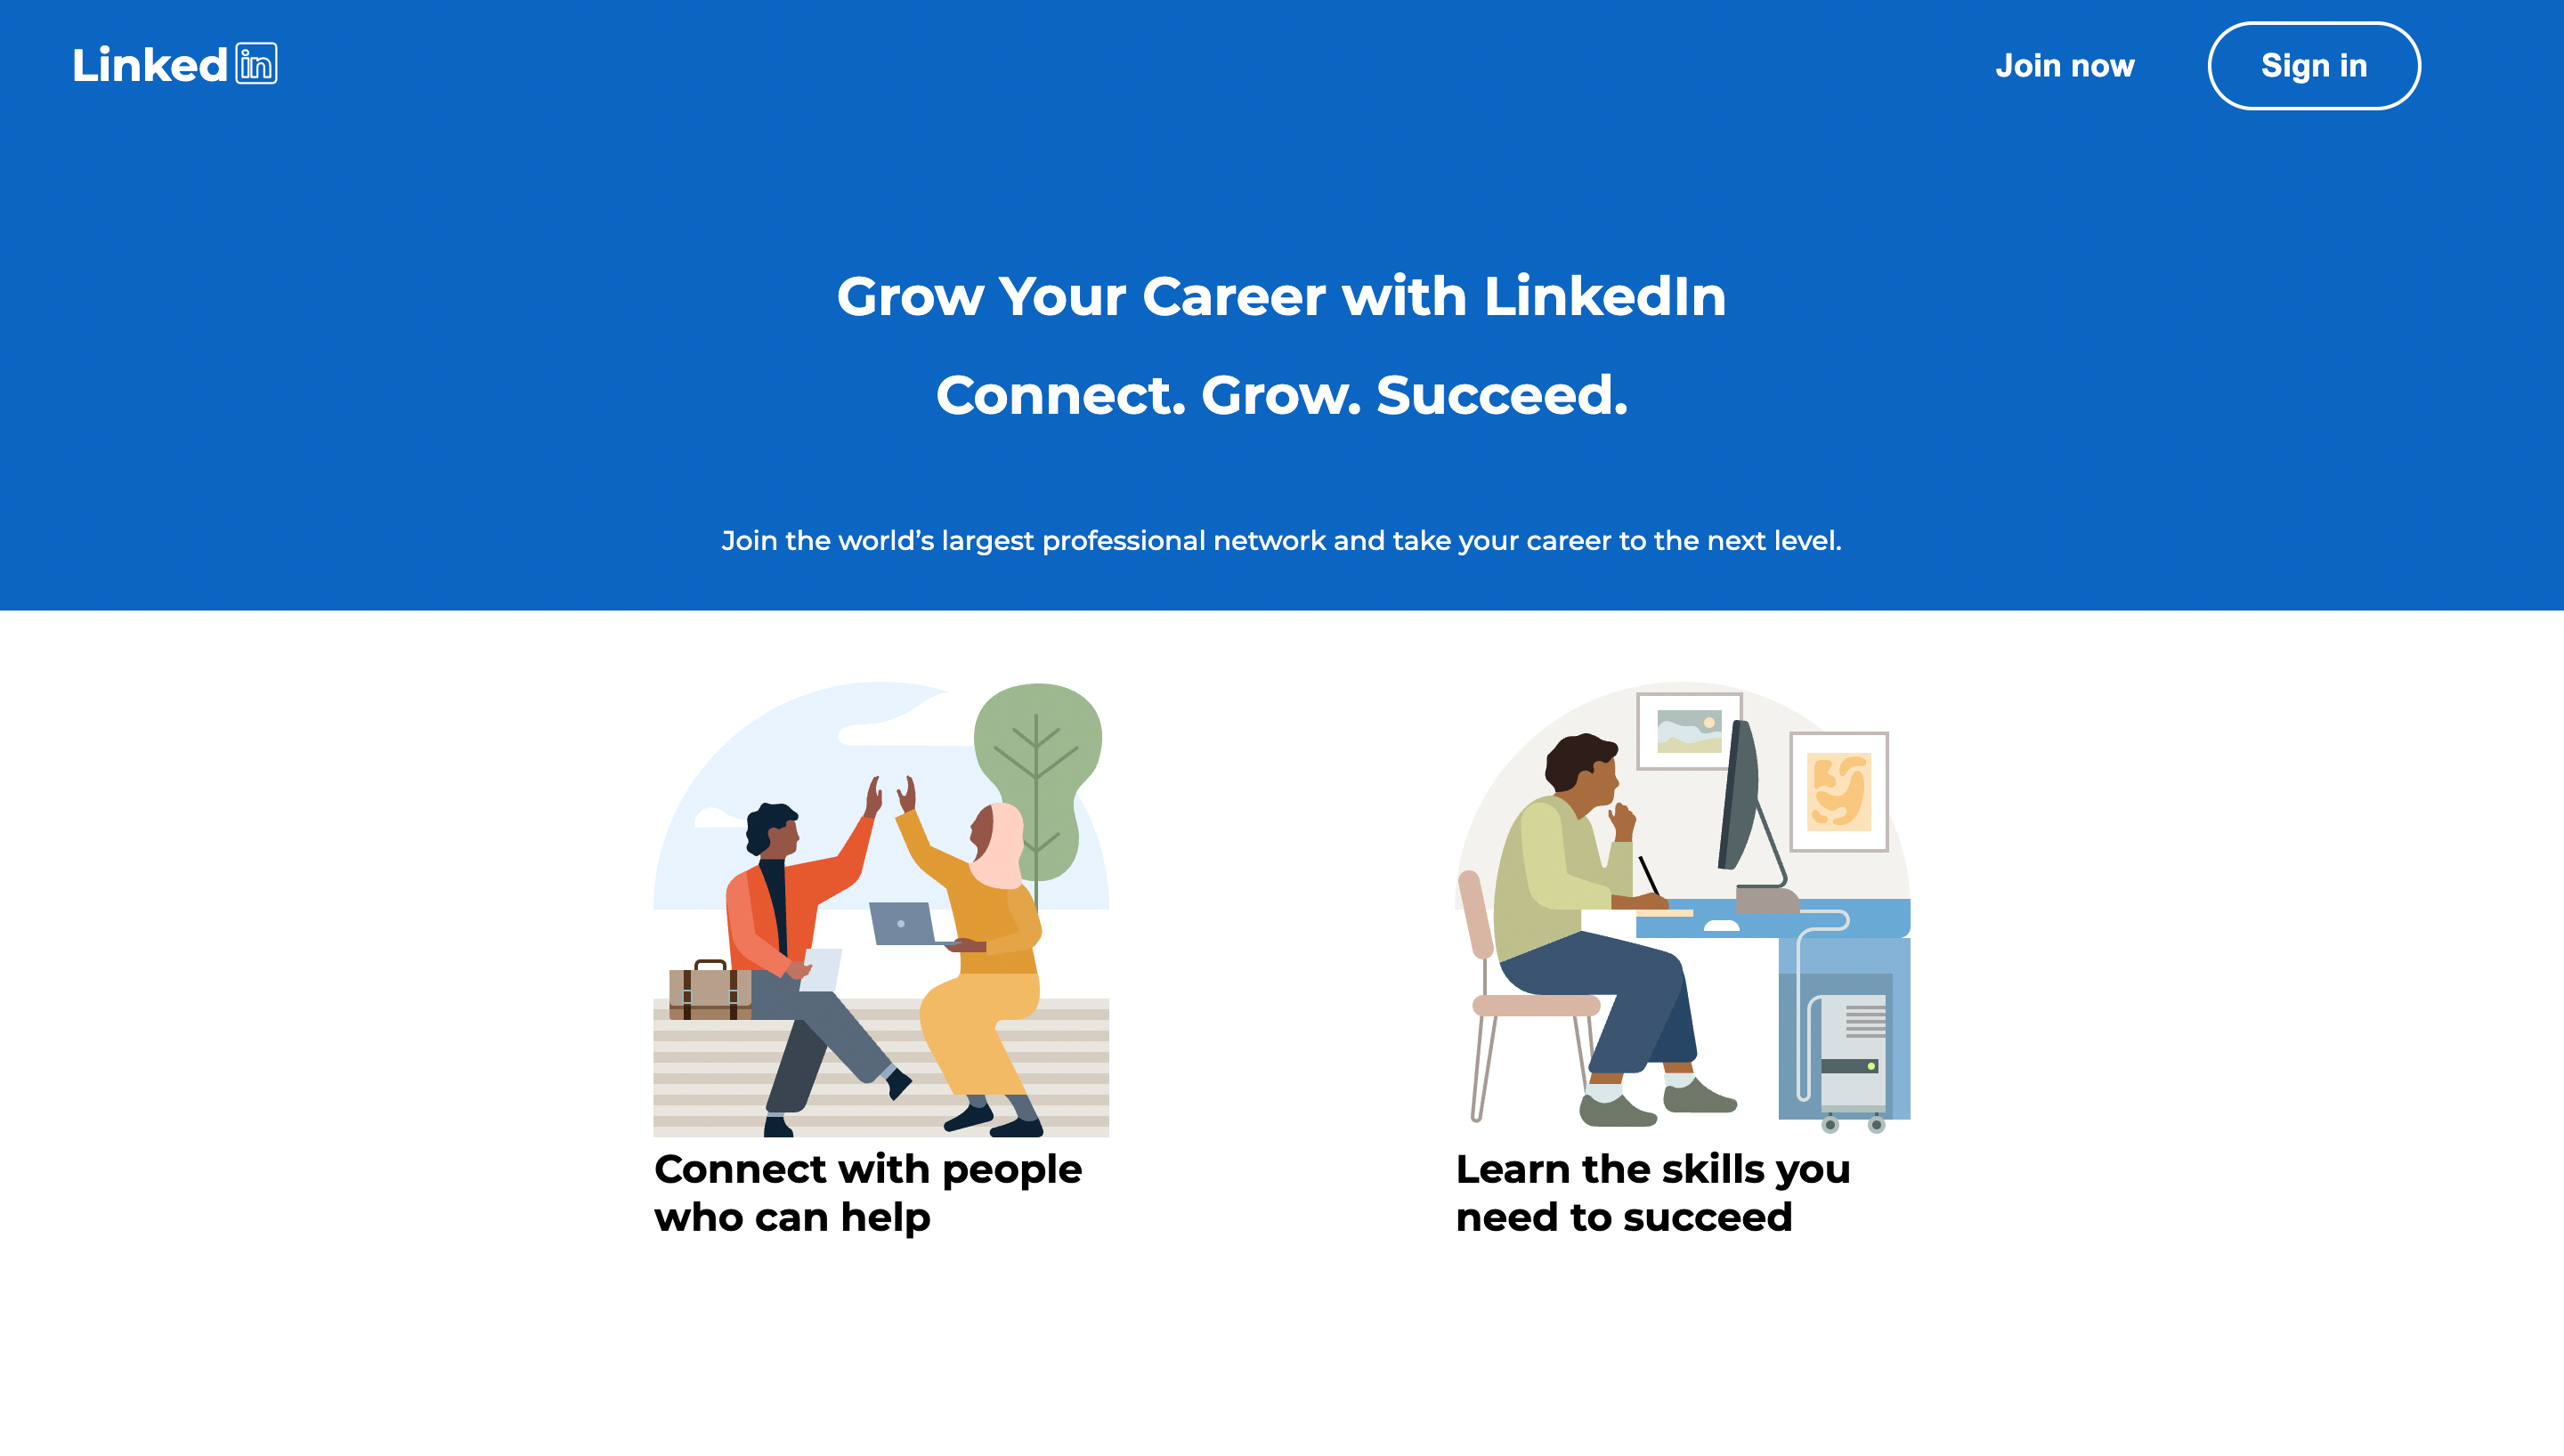 Linked in
Join now
Sign in
Grow Your Career with LinkedIn
Connect. Grow. Succeed.
Join the world’s largest professional network and take your career to the next level.
Connect with people
who can help
Learn the skills you
need to succeed